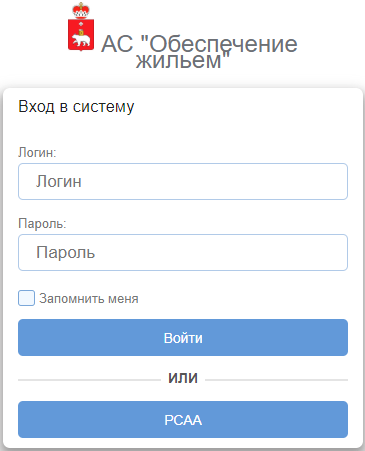 АС "Обеспечение
жильем"
Вход в систему
Логин:
Логин
Пароль:
Пароль
Запомнить меня
Войти
ИЛИ
РСАА